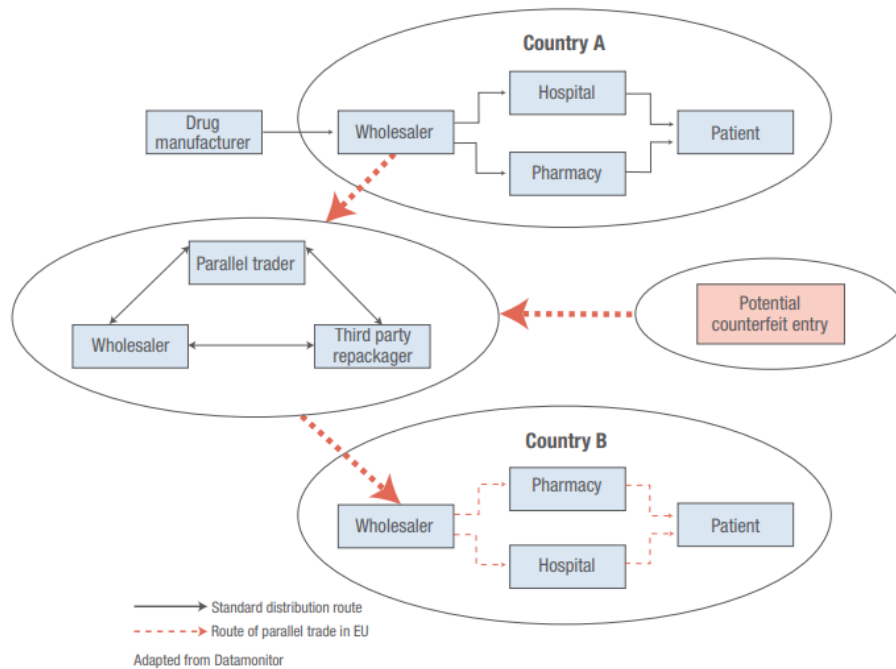 Country A
Hospital
Drug
manufacturer
Wholesaler
Patient
Pharmacy
Parallel trader
Wholesaler
Third party
repackager
Potential
counterfeit entry
Country B
Pharmacy
Wholesaler
Patient
Hospital
Standard distribution route
Route of parallel trade in EU
Adapted from Datamonitor